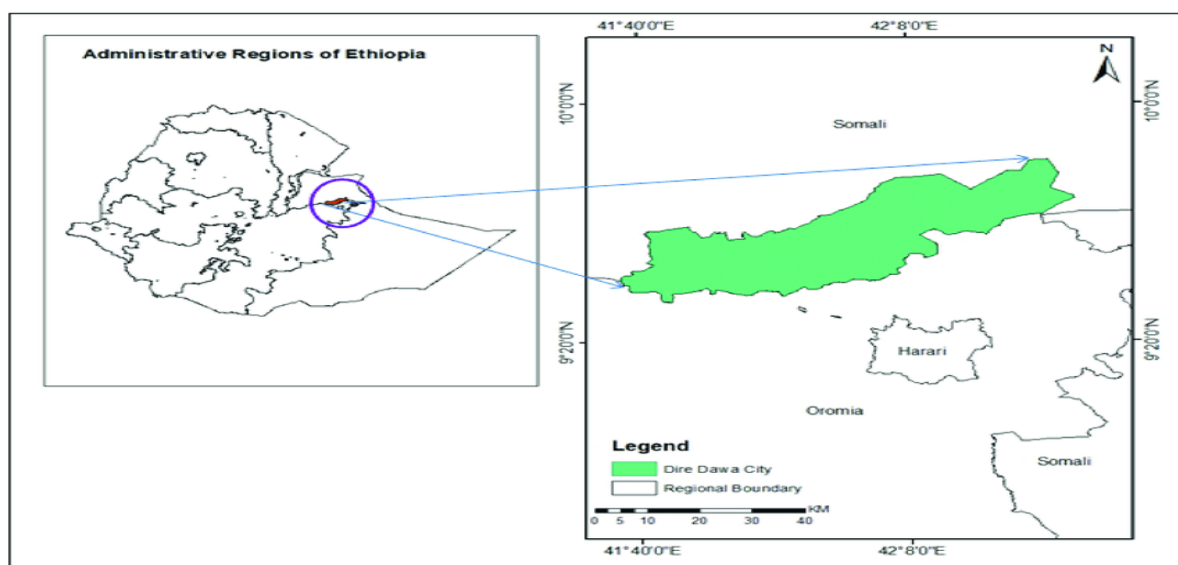 Administrative Regions of Ethiopia
41°40'0"E
42°8'0"E
N
10°0'0"N
10°0'0"N
Somali
9°20'0"N
9°20'0"N
Harari
Oromia
Somali
Legend
Dire Dawa City
Regional Boundary
KM
0 5 10 20 30 40
41°40'0"E
42°8'0"E